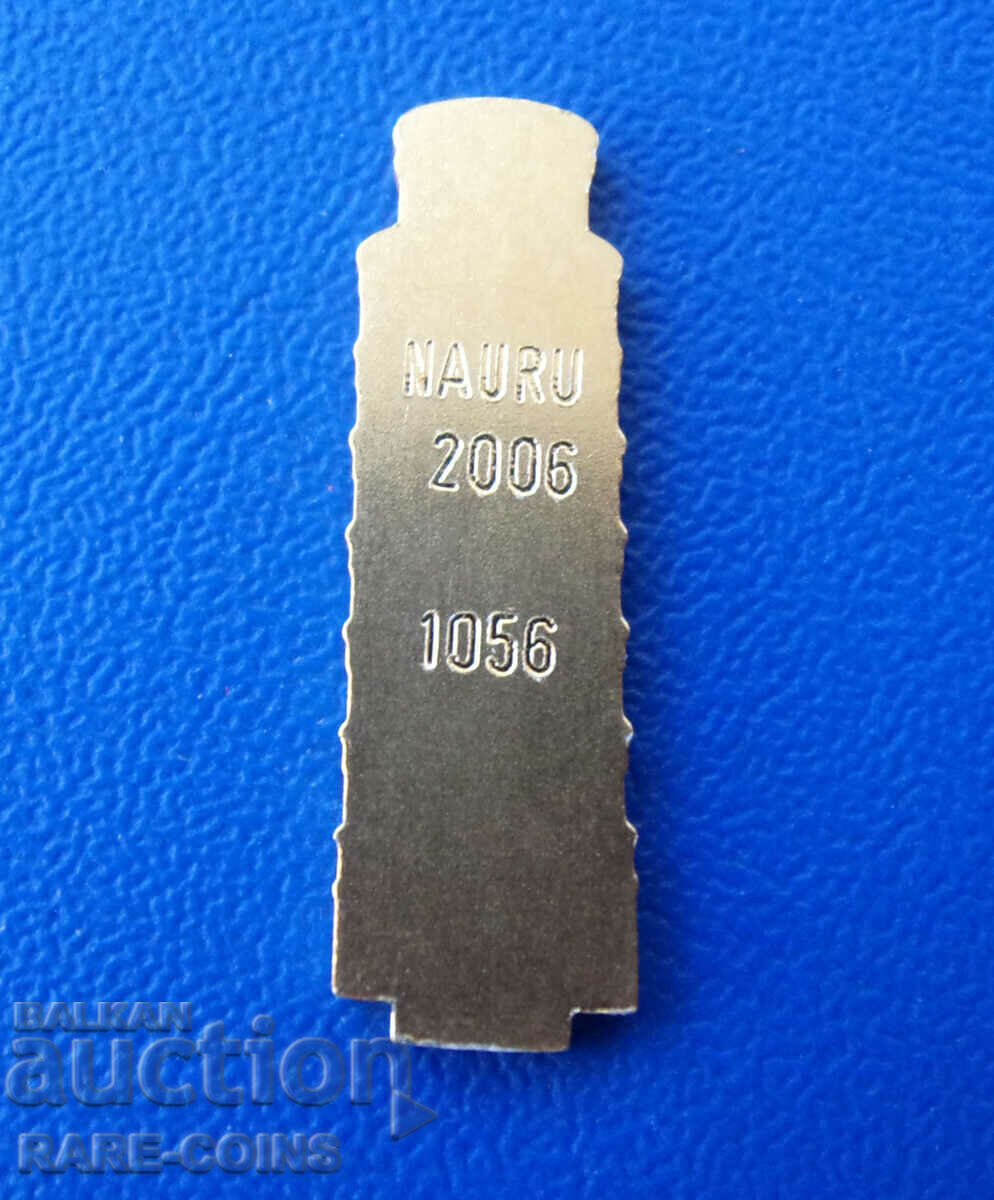 NAURU
2006
1056
BALKAN
auction
RARE-COINS